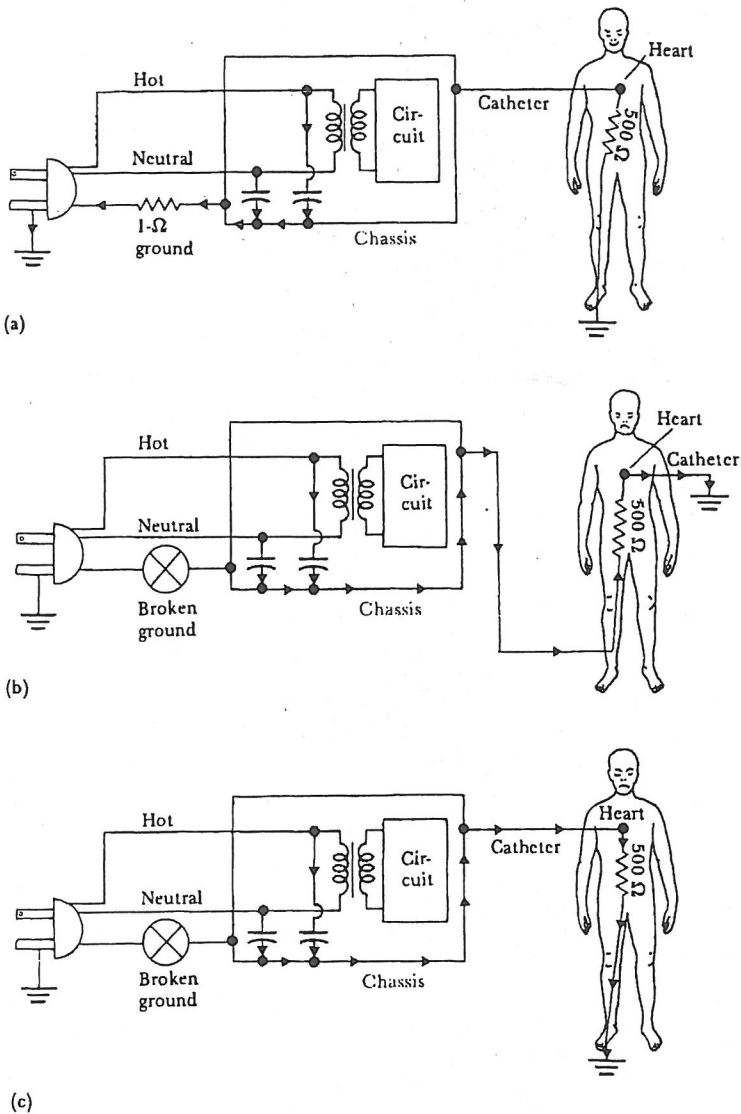 Heart
Hot
Catheter
Cir-
cuit
500 Ω
Neutral
1-Ω
ground
Chassis
(a)
Heart
Catheter
Hot
Cir-
cuit
500 Ω
Neutral
Broken
ground
Chassis
(b)
Hot
Heart
Catheter
Cir-
cuit
500 Ω
Neutral
Broken
ground
Chassis
(c)